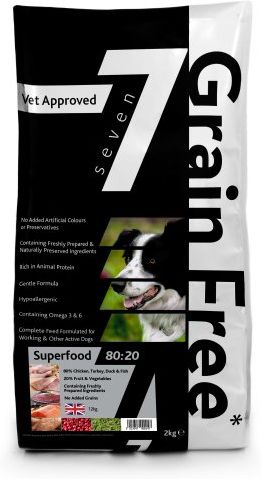 Vet Approved
7
seven
Grain Free*
No Added Artificial Colours
or Preservatives
Containing Freshly Prepared &
Naturally Preserved Ingredients
Rich in Animal Protein
Gentle Formula
Hypoallergenic
Containing Omega 3 & 6
Complete Feed Formulated for
Working & Other Active Dogs
Superfood 80:20
80% Chicken, Turkey, Duck & Fish
20% Fruit & Vegetables
Containing Freshly
Prepared Ingredients
No Added Grains
12kg
2kg e